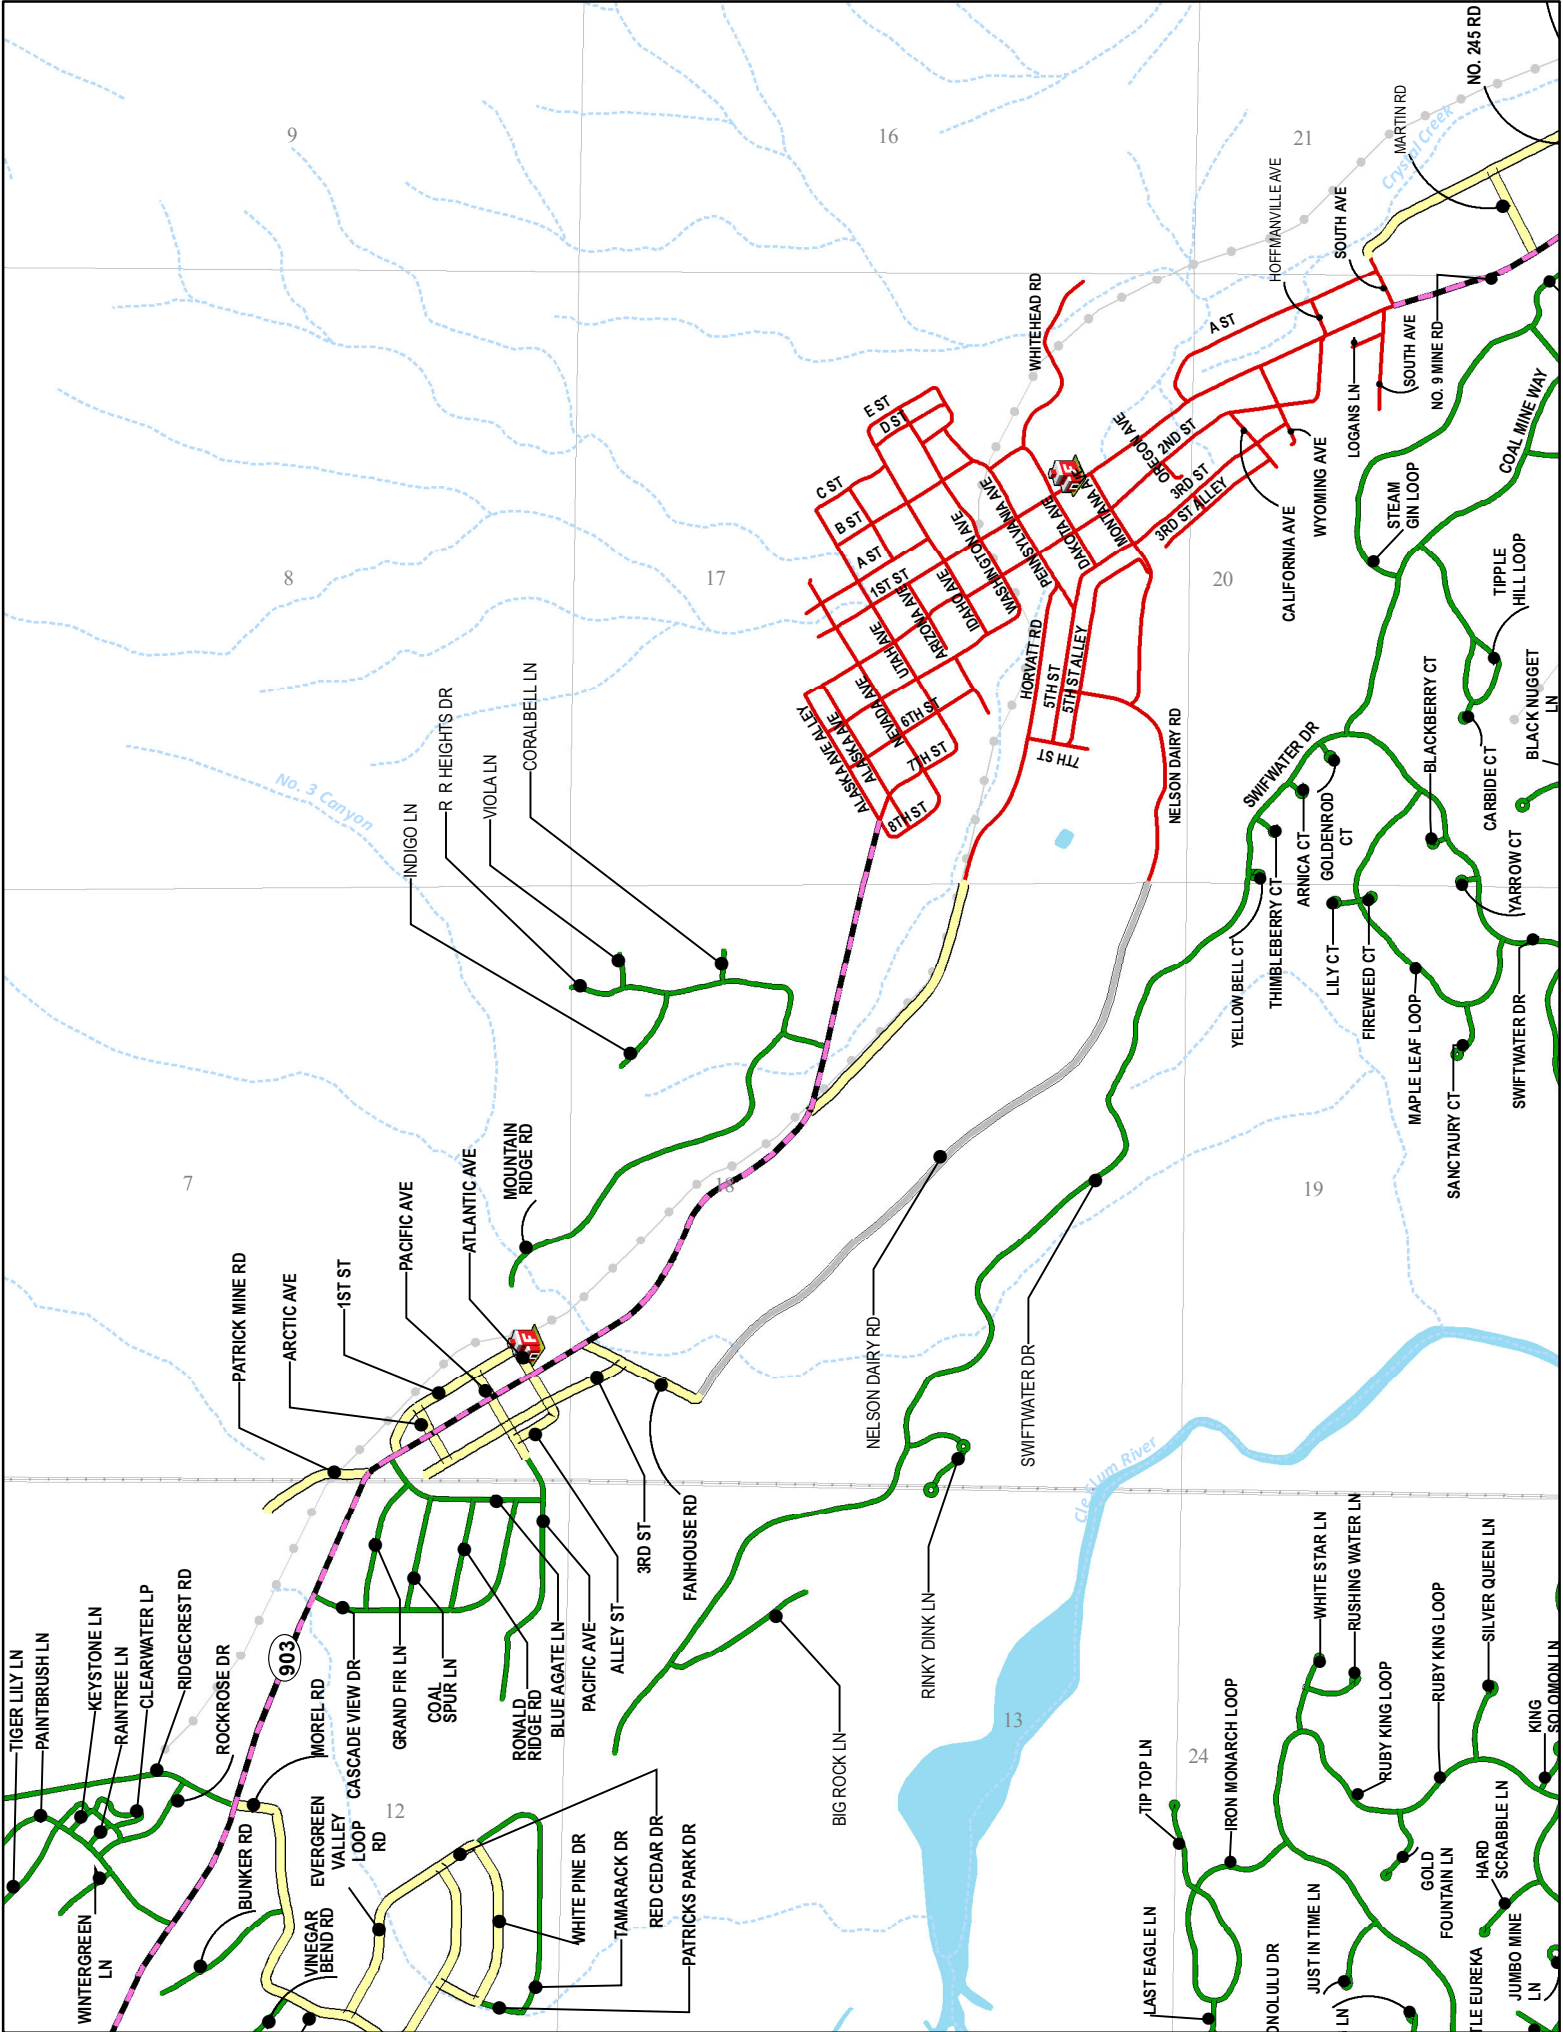 NO. 245 RD
MARTIN RD
Crystal Creek
9
16
21
HOFFMANVILLE AVE
SOUTH AVE
WHITEHEAD RD
A ST
LOGANS LN
SOUTH AVE
NO. 9 MINE RD
COAL MINE WAY
E ST
D ST
C ST
B ST
A ST
1ST ST
OREGON AVE
2ND ST
3RD ST
3RD ST ALLEY
CALIFORNIA AVE
WYOMING AVE
STEAM
GIN LOOP
TIPPLE
HILL LOOP
PENNSYLVANIA AVE
DAKOTA AVE
MONTANA AVE
WASHINGTON AVE
IDAHO AVE
ARIZONA AVE
UTAH AVE
NEVADA AVE
ALASKA AVE
ALASKA AVE ALLEY
6TH ST
7TH ST
8TH ST
8
17
20
HORVATT RD
5TH ST
5TH ST ALLEY
7TH ST
NELSON DAIRY RD
No. 3 Canyon
INDIGO LN
R R HEIGHTS DR
VIOLA LN
CORALBELL LN
SWIFWATER DR
BLACKBERRY CT
CARBIDE CT
BLACK NUGGET
LN
YARROW CT
GOLDENROD
CT
ARNICA CT
THIMBLEBERRY CT
YELLOW BELL CT
LILY CT
FIREWEED CT
MAPLE LEAF LOOP
SANCTAURY CT
SWIFTWATER DR
7
18
19
MOUNTAIN
RIDGE RD
ATLANTIC AVE
PACIFIC AVE
1ST ST
ARCTIC AVE
PATRICK MINE RD
NELSON DAIRY RD
SWIFTWATER DR
Cle Elum River
3RD ST
FANHOUSE RD
ALLEY ST
PACIFIC AVE
BLUE AGATE LN
RONALD
RIDGE RD
COAL
SPUR LN
GRAND FIR LN
CASCADE VIEW DR
MOREL RD
903
RINKY DINK LN
BIG ROCK LN
TIGER LILY LN
PAINTBRUSH LN
KEYSTONE LN
RAINTREE LN
CLEARWATER LP
RIDGECREST RD
ROCKROSE DR
WINTERGREEN
LN
BUNKER RD
VINEGAR
BEND RD
EVERGREEN
VALLEY
LOOP
RD
12
13
24
WHITE PINE DR
TAMARACK DR
RED CEDAR DR
PATRICKS PARK DR
WHITE STAR LN
RUSHING WATER LN
RUBY KING LOOP
RUBY KING LOOP
SILVER QUEEN LN
KING
SOLOMON LN
TIP TOP LN
IRON MONARCH LOOP
GOLD
FOUNTAIN LN
HARD
SCRABBLE LN
LAST EAGLE LN
ONOLULU DR
JUST IN TIME LN
LN
TLE EUREKA
JUMBO MINE
LN